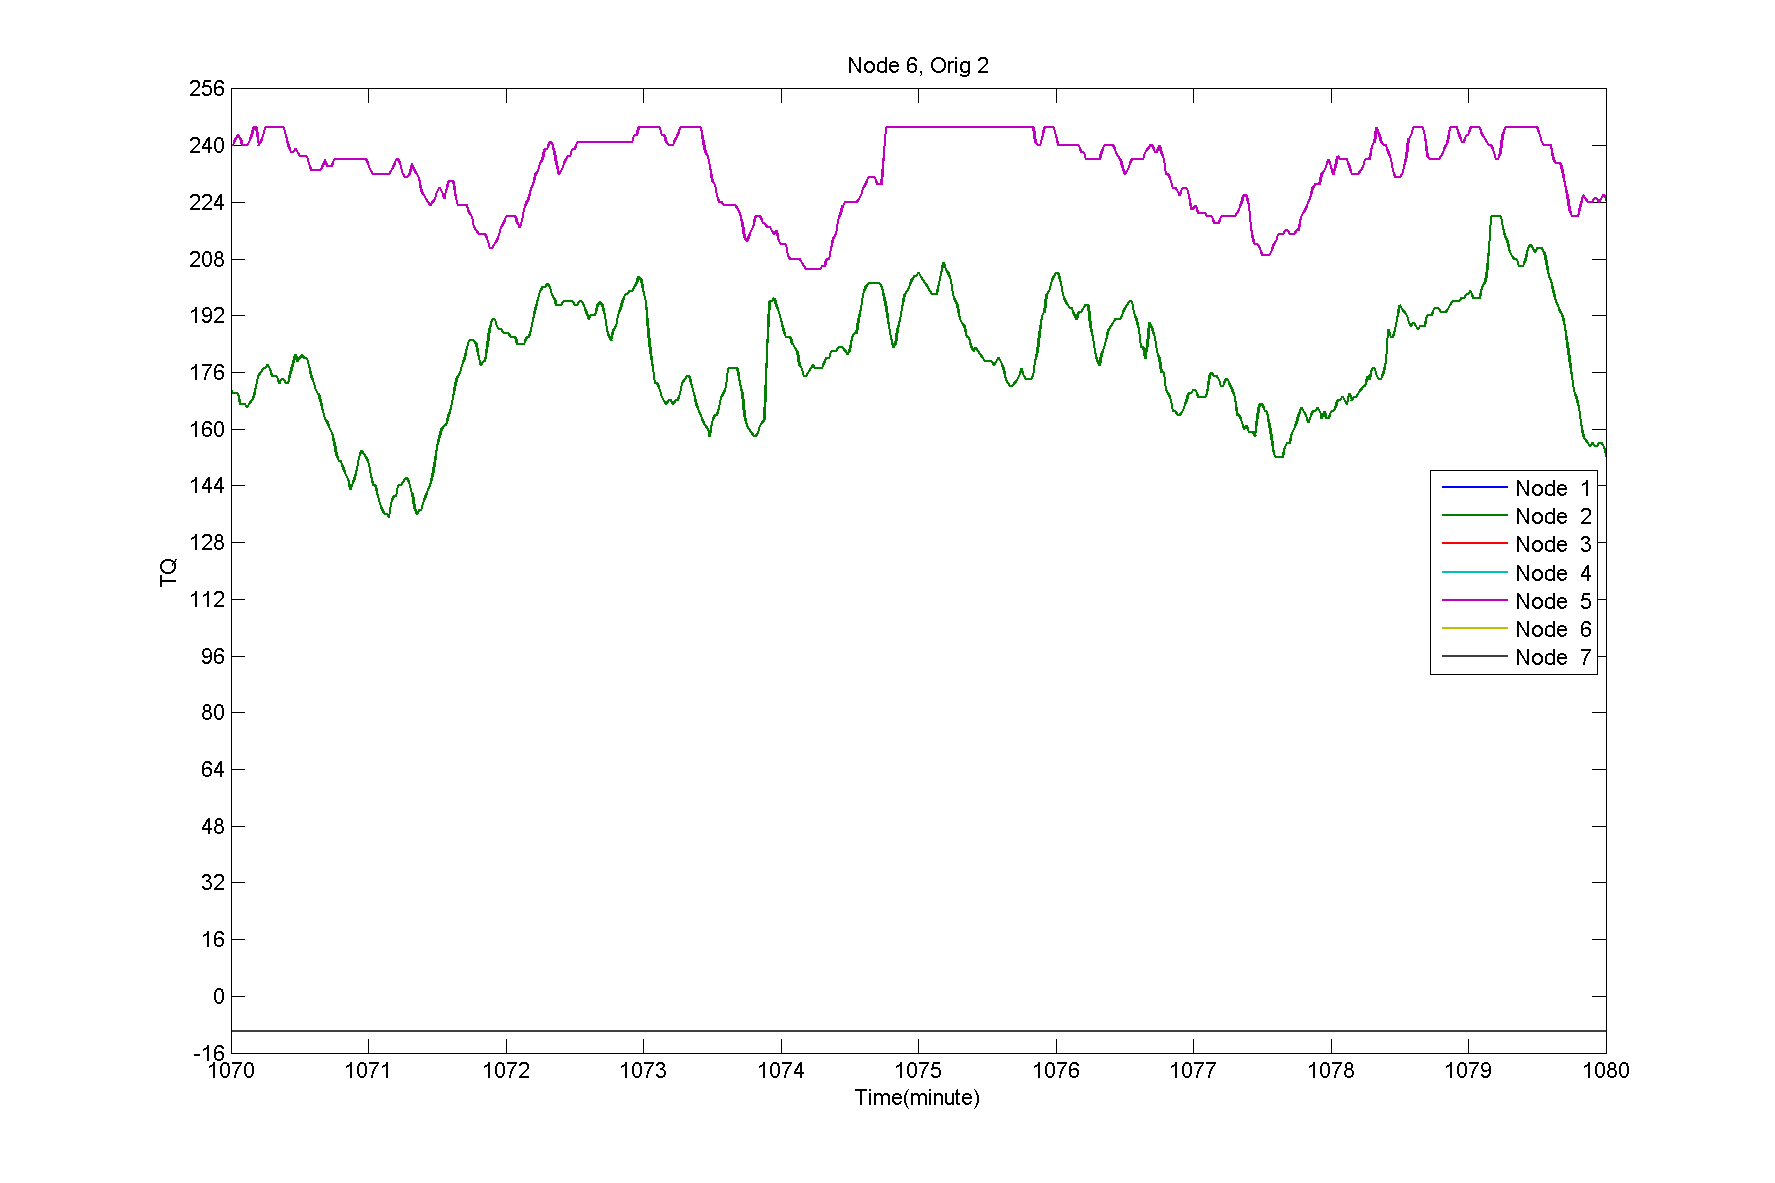 Node 6, Orig 2
256
240
224
208
192
176
160
144
128
112
96
80
64
48
32
16
0
-16
TQ
Node 1
Node 2
Node 3
Node 4
Node 5
Node 6
Node 7
1070 1071 1072 1073 1074 1075 1076 1077 1078 1079 1080
Time(minute)